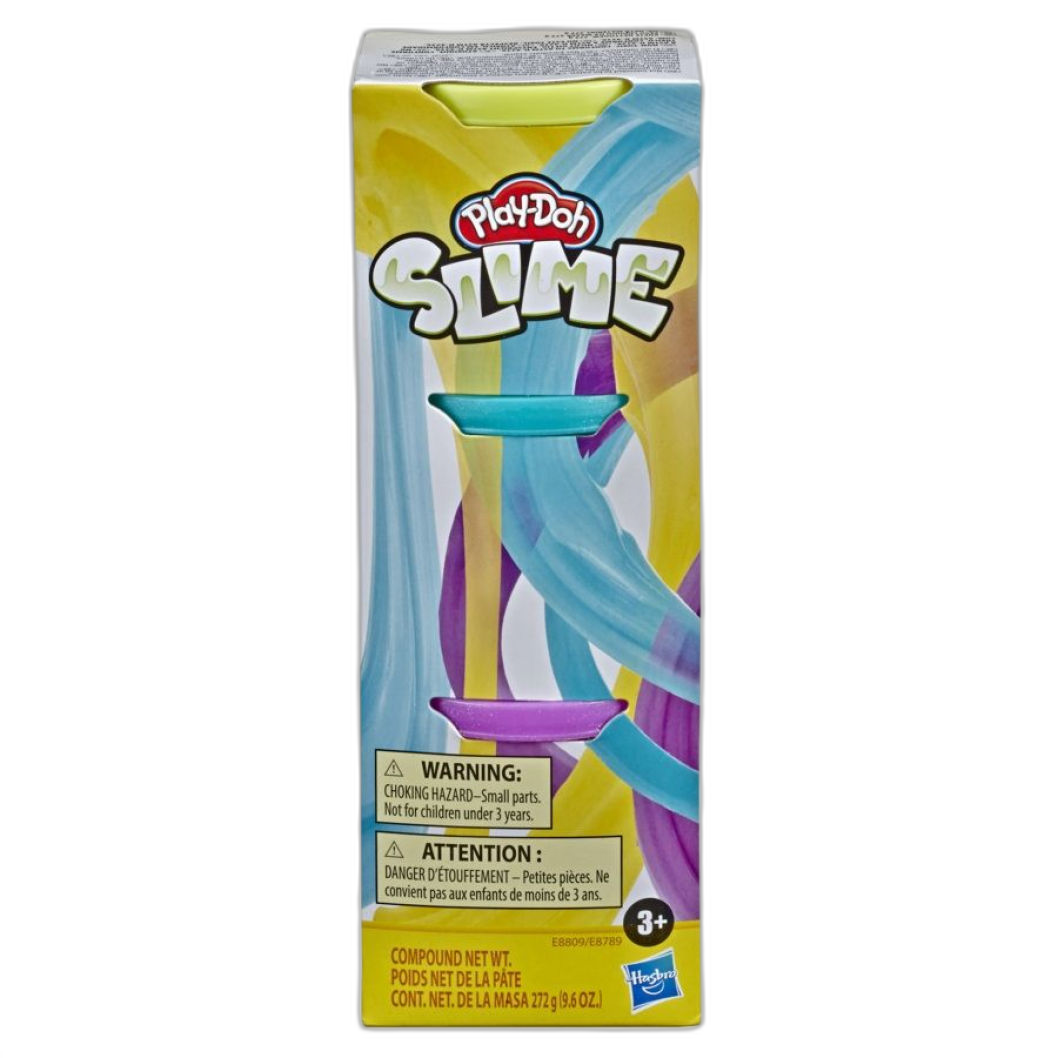 Play-Doh
SLIME
WARNING:
CHOKING HAZARD–Small parts.
Not for children under 3 years.
ATTENTION :
DANGER D'ÉTOUFFEMENT – Petites pièces. Ne
convient pas aux enfants de moins de 3 ans.
3+
E8809/E8789
COMPOUND NET WT.
POIDS NET DE LA PÂTE
CONT. NET. DE LA MASA 272 g (9.6 OZ.)
Hasbro